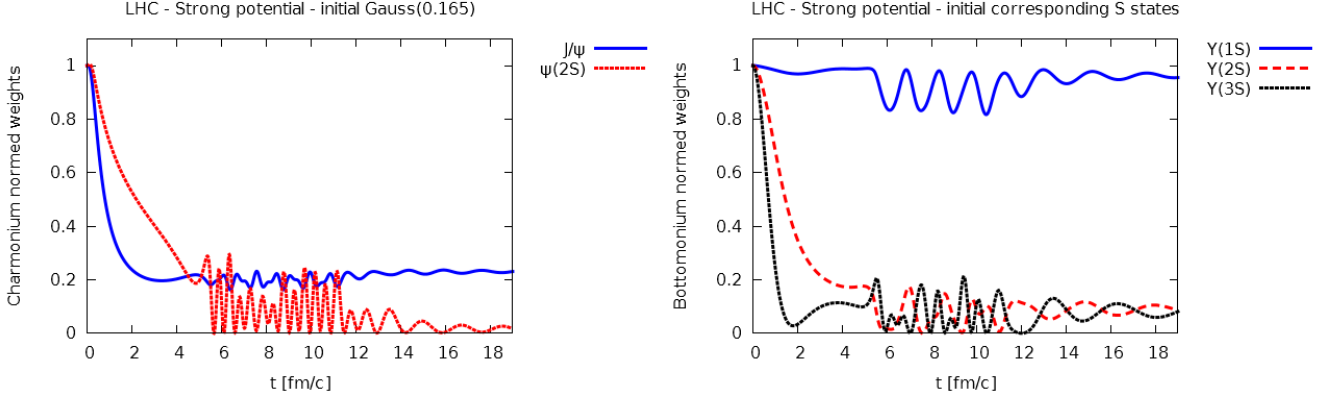 LHC - Strong potential - initial Gauss(0.165)
J/ψ
ψ(2S)
Charmonium normed weights
1
0.8
0.6
0.4
0.2
0
0 2 4 6 8 10 12 14 16 18
t [fm/c]
LHC - Strong potential - initial corresponding S states
Υ(1S)
Υ(2S)
Υ(3S)
Bottomonium normed weights
1
0.8
0.6
0.4
0.2
0
0 2 4 6 8 10 12 14 16 18
t [fm/c]